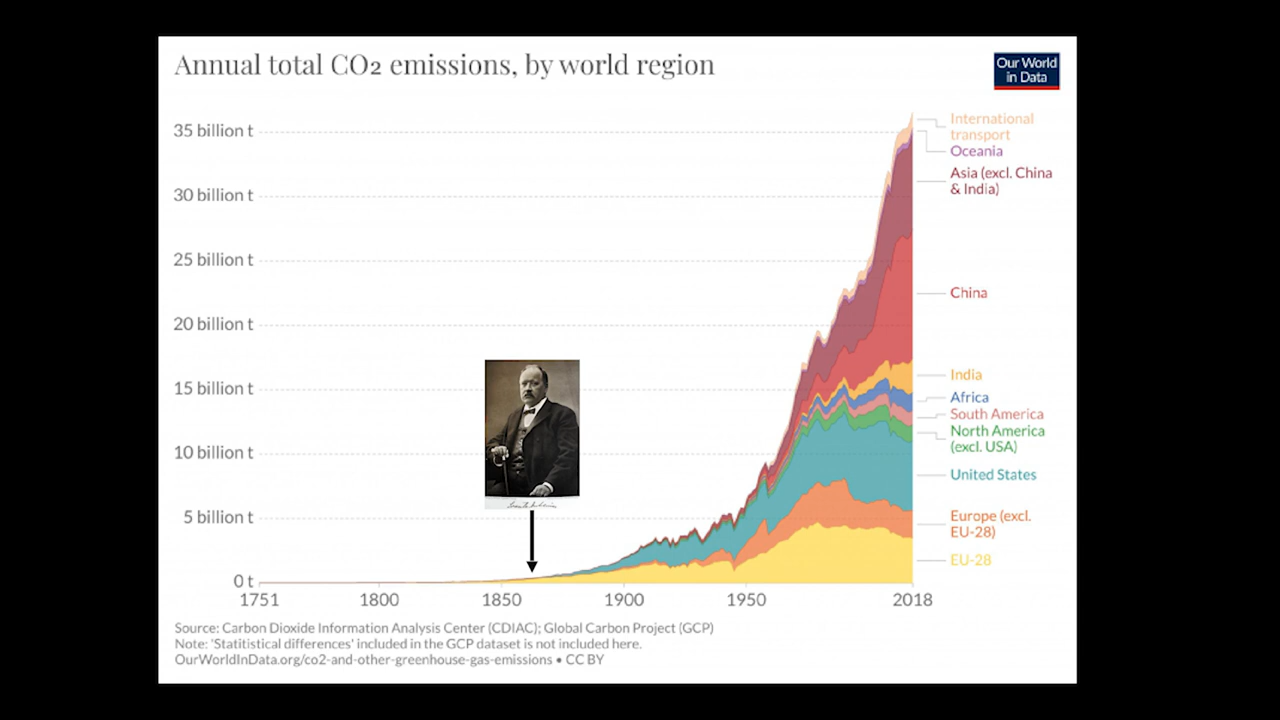 Annual total CO2 emissions, by world region
Our World
in Data
35 billion t
30 billion t
25 billion t
20 billion t
15 billion t
10 billion t
5 billion t
0 t
1751
1800
1850
1900
1950
2018
International
transport
Oceania
Asia (excl. China
& India)
China
India
Africa
South America
North America
(excl. USA)
United States
Europe (excl.
EU-28)
EU-28
Source: Carbon Dioxide Information Analysis Center (CDIAC); Global Carbon Project (GCP)
Note: 'Statitistical differences' included in the GCP dataset is not included here.
OurWorldInData.org/co2-and-other-greenhouse-gas-emissions • CC BY